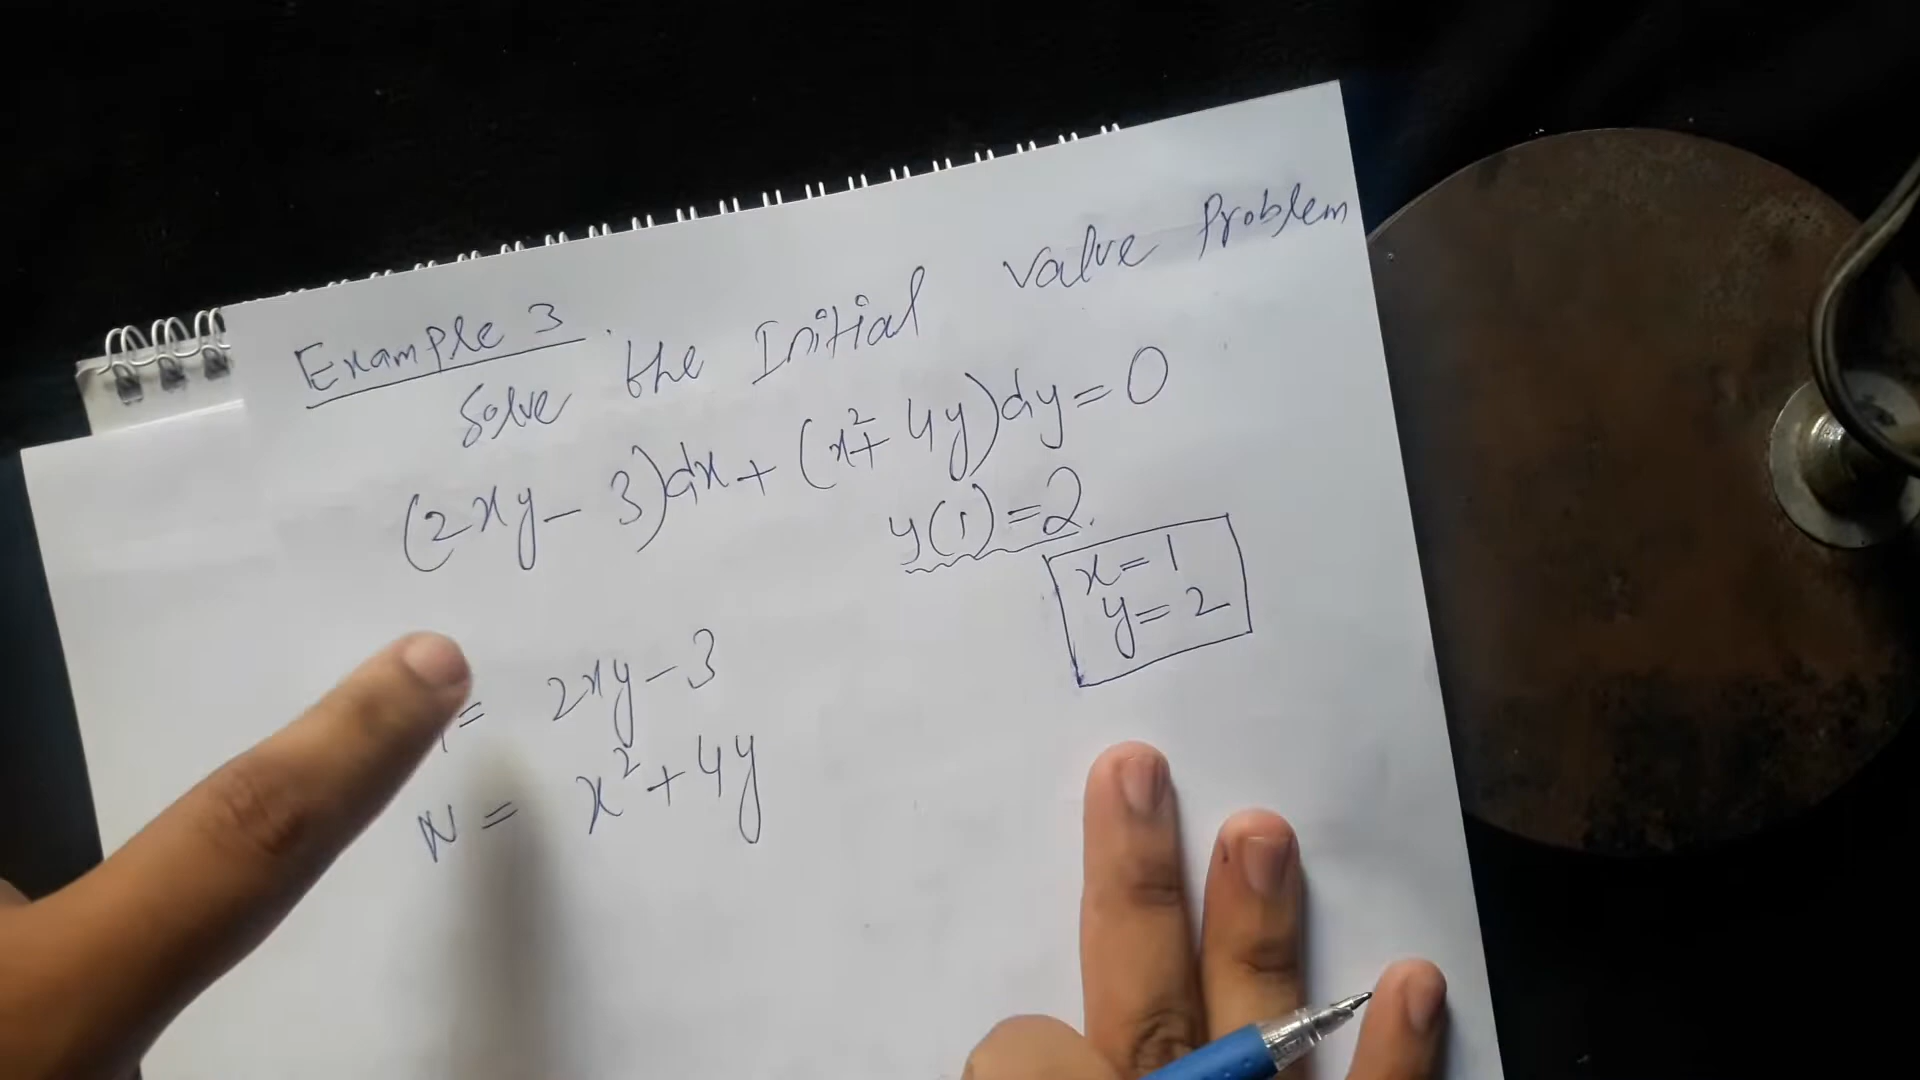 Example 3.
Solve the Initial Value Problem
(2xy - 3)dx + (x² + 4y)dy = 0
y(1) = 2.
x = 1
y = 2
= 2xy - 3
N = x² + 4y